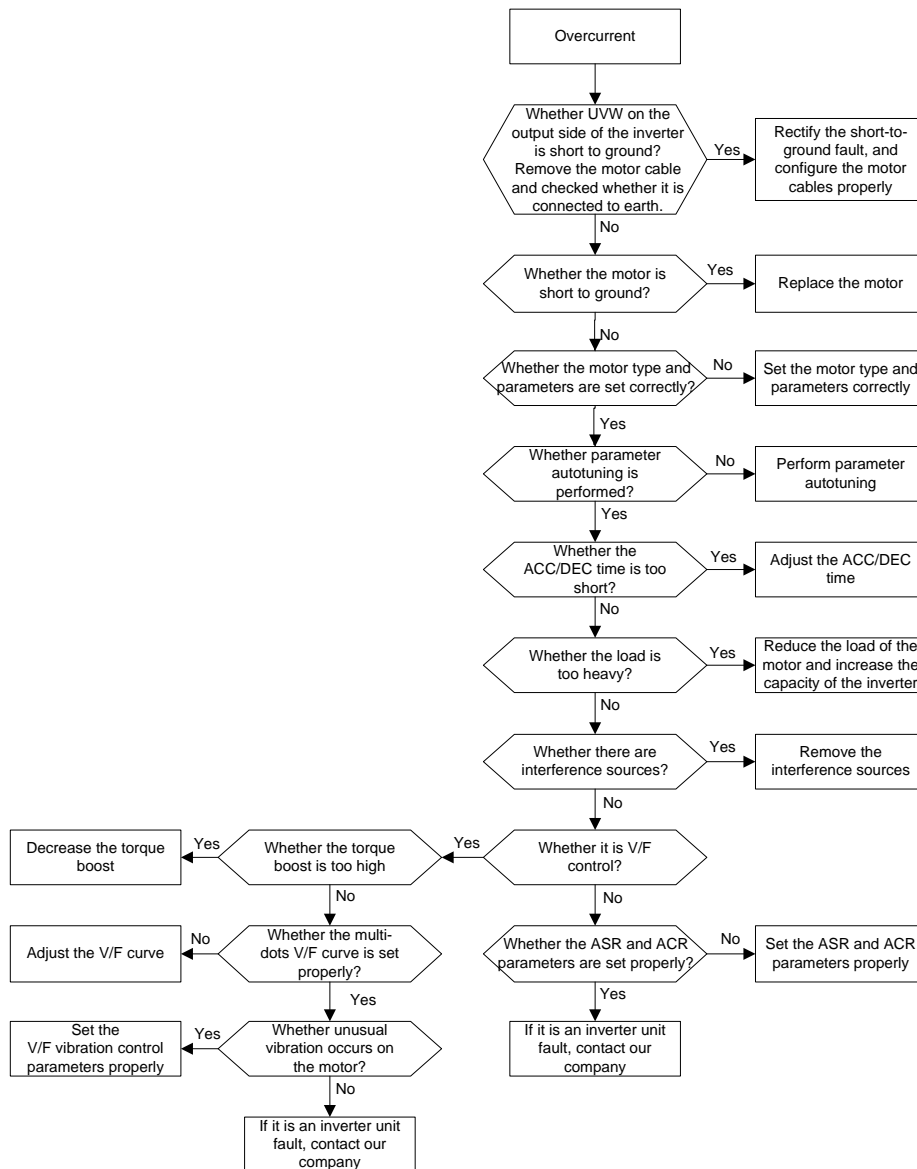 Overcurrent
Whether UVW on the
output side of the inverter
is short to ground?
Remove the motor cable
and checked whether it is
connected to earth.
Yes
Rectify the short-to-
ground fault, and
configure the motor
cables properly
No
Whether the motor is
short to ground?
Yes
Replace the motor
No
Whether the motor type and
parameters are set correctly?
No
Set the motor type and
parameters correctly
Yes
Whether parameter
autotuning is
performed?
No
Perform parameter
autotuning
Yes
Whether the
ACC/DEC time is too
short?
Yes
Adjust the ACC/DEC
time
No
Whether the load is
too heavy?
Yes
Reduce the load of the
motor and increase the
capacity of the inverter
No
Whether there are
interference sources?
Yes
Remove the
interference sources
No
Whether it is V/F
control?
Yes
Whether the torque
boost is too high
Yes
Decrease the torque
boost
No
Whether the multi-
dots V/F curve is set
properly?
No
Adjust the V/F curve
Yes
Whether unusual
vibration occurs on
the motor?
Yes
Set the
V/F vibration control
parameters properly
No
If it is an inverter unit
fault, contact our
company
No
Whether the ASR and ACR
parameters are set properly?
No
Set the ASR and ACR
parameters properly
Yes
If it is an inverter unit
fault, contact our
company